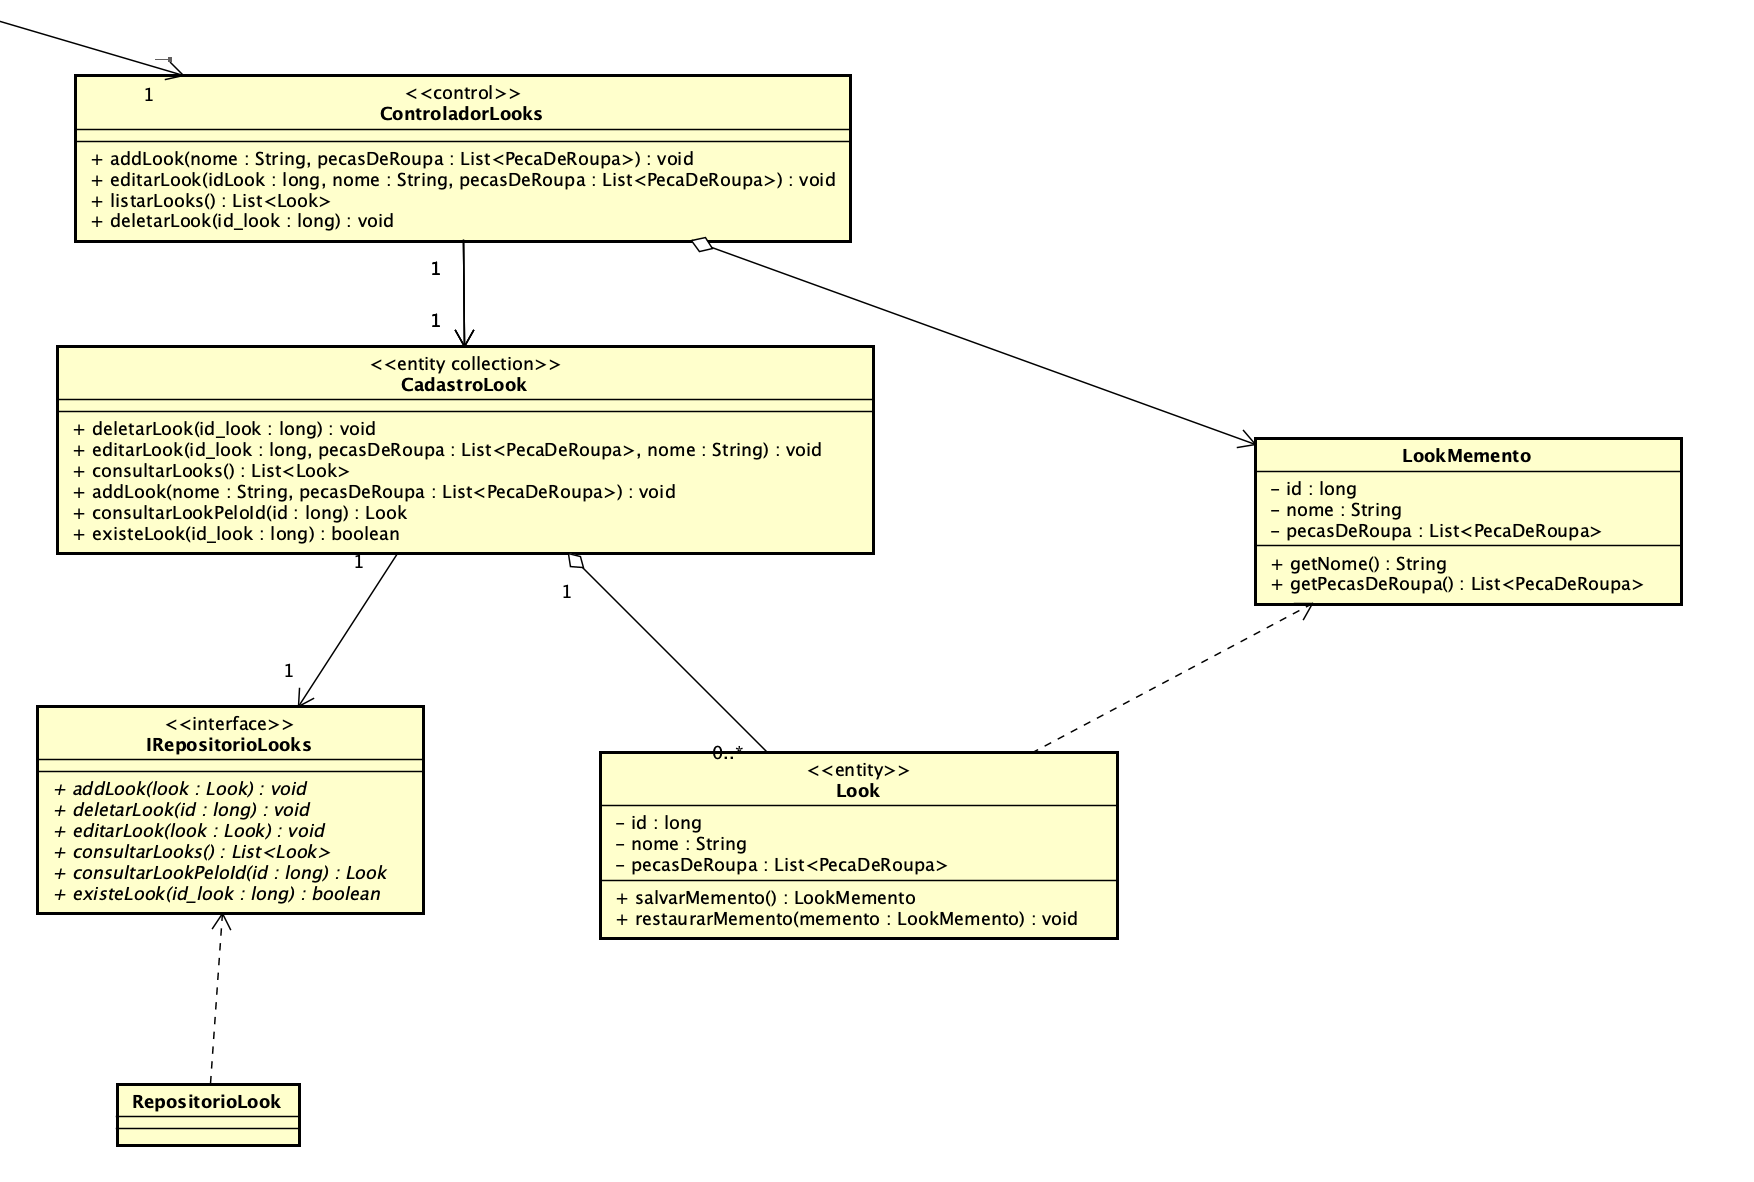 1
<<control>>
ControladorLooks
+ addLook(nome : String, pecasDeRoupa : List<PecaDeRoupa>) : void
+ editarLook(idLook : long, nome : String, pecasDeRoupa : List<PecaDeRoupa>) : void
+ listarLooks() : List<Look>
+ deletarLook(id_look : long) : void
1
1
<<entity collection>>
CadastroLook
+ deletarLook(id_look : long) : void
+ editarLook(id_look : long, pecasDeRoupa : List<PecaDeRoupa>, nome : String) : void
+ consultarLooks() : List<Look>
+ addLook(nome : String, pecasDeRoupa : List<PecaDeRoupa>) : void
+ consultarLookPeloId(id : long) : Look
+ existeLook(id_look : long) : boolean
LookMemento
- id : long
- nome : String
- pecasDeRoupa : List<PecaDeRoupa>
+ getNome() : String
+ getPecasDeRoupa() : List<PecaDeRoupa>
1
1
1
0..*
<<interface>>
IRepositorioLooks
+ addLook(look : Look) : void
+ deletarLook(id : long) : void
+ editarLook(look : Look) : void
+ consultarLooks() : List<Look>
+ consultarLookPeloId(id : long) : Look
+ existeLook(id_look : long) : boolean
<<entity>>
Look
- id : long
- nome : String
- pecasDeRoupa : List<PecaDeRoupa>
+ salvarMemento() : LookMemento
+ restaurarMemento(memento : LookMemento) : void
RepositorioLook